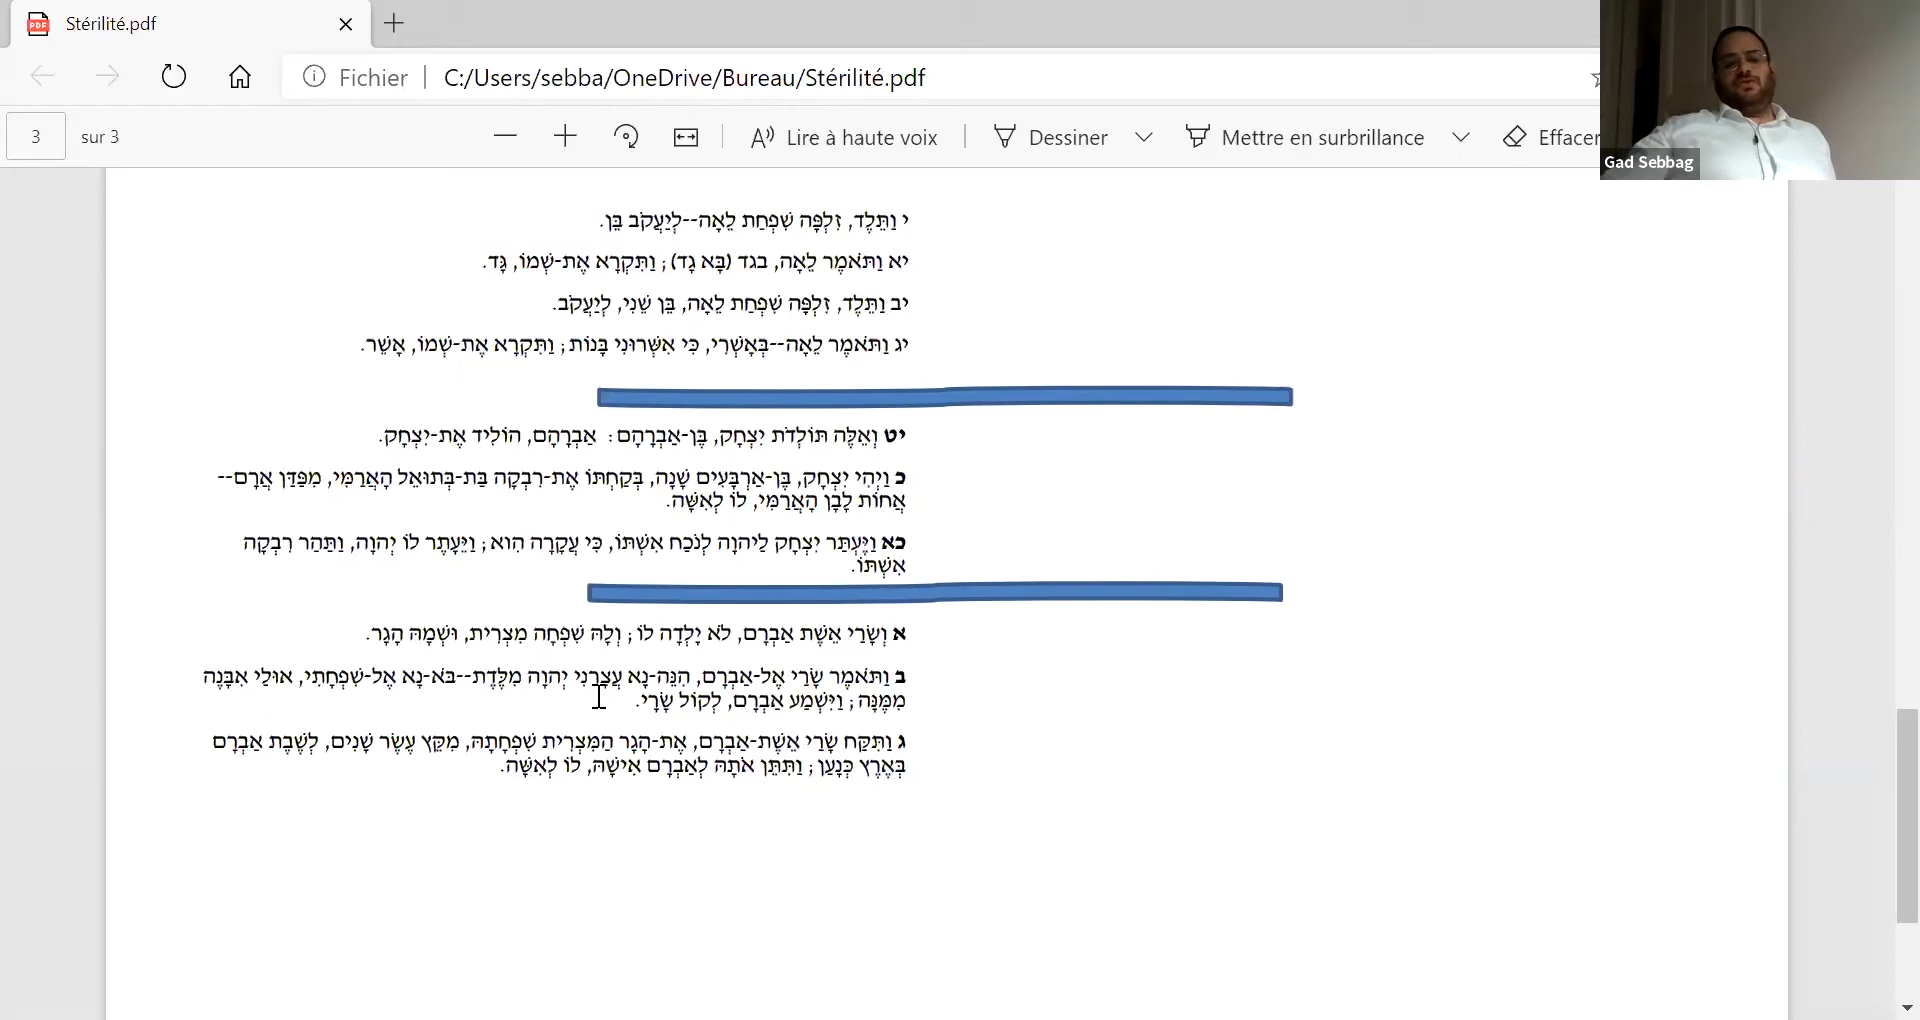 Stérilité.pdf
Fichier
C:/Users/sebba/OneDrive/Bureau/Stérilité.pdf
3 sur 3
Lire à haute voix
Dessiner
Mettre en surbrillance
Effacer
Gad Sebbag
י וַתֵּלֶד, זִלְפָּה שִׁפְחַת לֵאָה--לְיַעֲקֹב בֵּן.
יא וַתֹּאמֶר לֵאָה, בגד (בָּא גָד); וַתִּקְרָא אֶת-שְׁמוֹ, גָּד.
יב וַתֵּלֶד, זִלְפָּה שִׁפְחַת לֵאָה, בֵּן שֵׁנִי, לְיַעֲקֹב.
יג וַתֹּאמֶר לֵאָה--בְּאָשְׁרִי, כִּי אִשְּׁרוּנִי בָּנוֹת; וַתִּקְרָא אֶת-שְׁמוֹ, אָשֵׁר.
יט וְאֵלֶּה תּוֹלְדֹת יִצְחָק, בֶּן-אַבְרָהָם: אַבְרָהָם, הוֹלִיד אֶת-יִצְחָק.
כ וַיְהִי יִצְחָק, בֶּן-אַרְבָּעִים שָׁנָה, בְּקַחְתּוֹ אֶת-רִבְקָה בַּת-בְּתוּאֵל הָאֲרַמִּי, מִפַּדַּן אֲרָם--
אֲחוֹת לָבָן הָאֲרַמִּי, לוֹ לְאִשָּׁה.
כא וַיֶּעְתַּר יִצְחָק לַיהוָה לְנֹכַח אִשְׁתּוֹ, כִּי עֲקָרָה הִוא; וַיֵּעָתֶר לוֹ יְהוָה, וַתַּהַר רִבְקָה
אִשְׁתּוֹ.
א וְשָׂרַי אֵשֶׁת אַבְרָם, לֹא יָלְדָה לוֹ; וְלָהּ שִׁפְחָה מִצְרִית, וּשְׁמָהּ הָגָר.
ב וַתֹּאמֶר שָׂרַי אֶל-אַבְרָם, הִנֵּה-נָא עֲצָרַנִי יְהוָה מִלֶּדֶת--בֹּא-נָא אֶל-שִׁפְחָתִי, אוּלַי אִבָּנֶה
מִמֶּנָּה; וַיִּשְׁמַע אַבְרָם, לְקוֹל שָׂרָי.
ג וַתִּקַּח שָׂרַי אֵשֶׁת-אַבְרָם, אֶת-הָגָר הַמִּצְרִית שִׁפְחָתָהּ, מִקֵּץ עֶשֶׂר שָׁנִים, לְשֶׁבֶת אַבְרָם
בְּאֶרֶץ כְּנָעַן; וַתִּתֵּן אֹתָהּ לְאַבְרָם אִישָׁהּ, לוֹ לְאִשָּׁה.